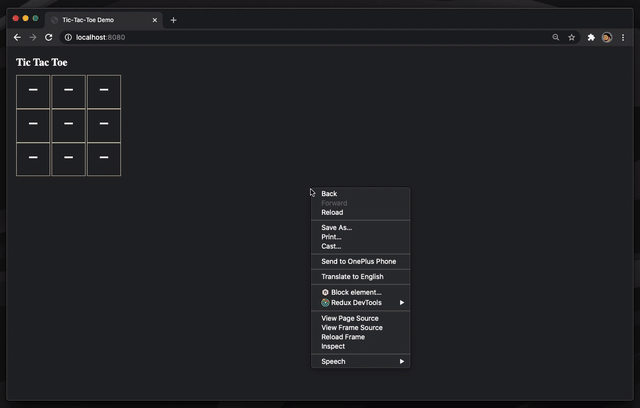 Tic-Tac-Toe Demo
localhost:8080
Tic Tac Toe
– – –
– – –
– – –
Back
Forward
Reload
Save As...
Print...
Cast...
Send to OnePlus Phone
Translate to English
Block element...
Redux DevTools
View Page Source
View Frame Source
Reload Frame
Inspect
Speech